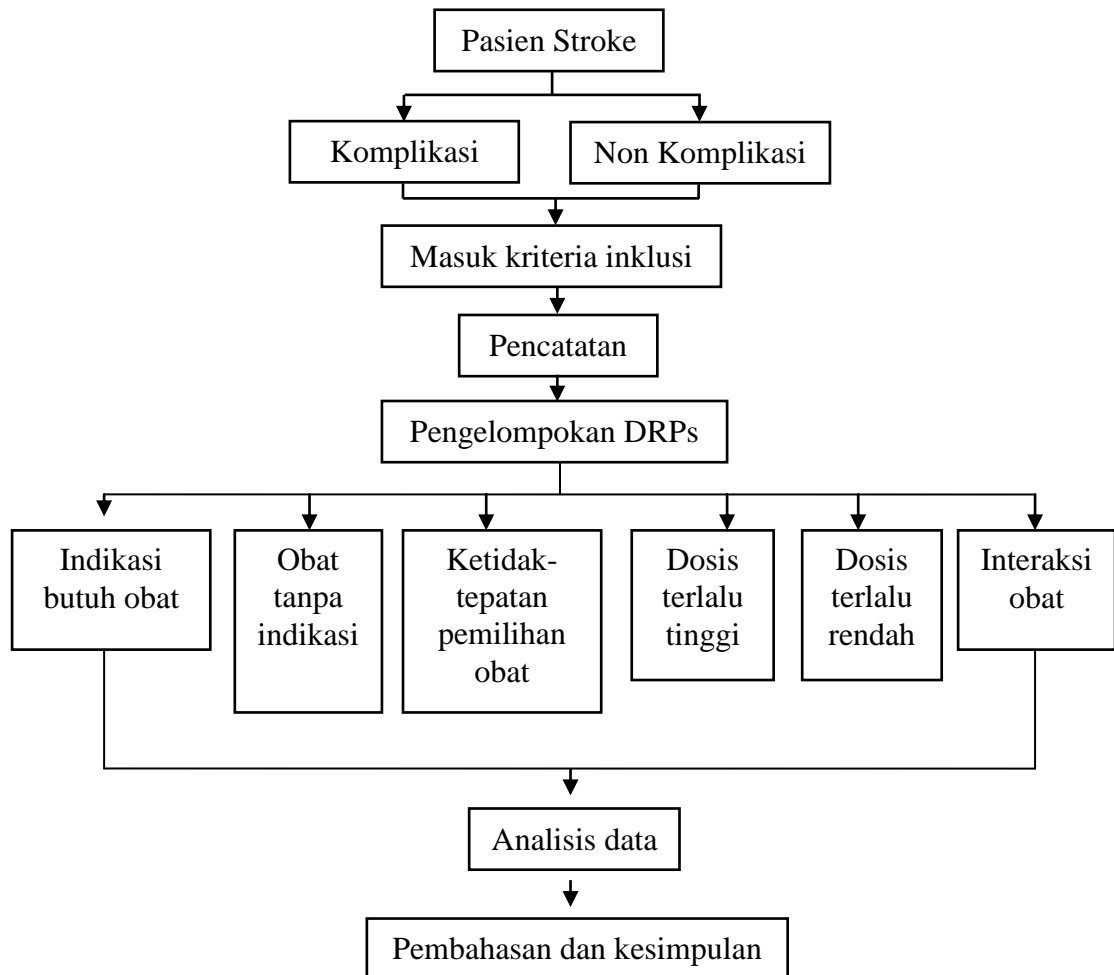 Pasien Stroke
Komplikasi
Non Komplikasi
Masuk kriteria inklusi
Pencatatan
Pengelompokan DRPs
Indikasi
butuh obat
Obat
tanpa
indikasi
Ketidak-
tepatan
pemilihan
obat
Dosis
terlalu
tinggi
Dosis
terlalu
rendah
Interaksi
obat
Analisis data
Pembahasan dan kesimpulan